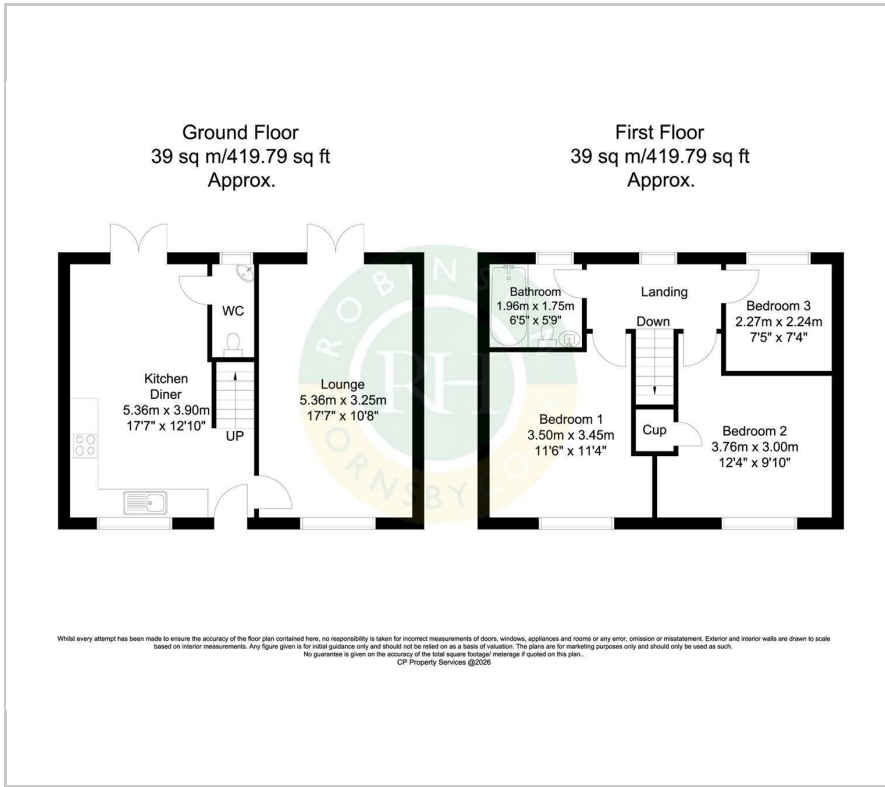 Ground Floor
39 sq m/419.79 sq ft
Approx.
First Floor
39 sq m/419.79 sq ft
Approx.
WC
Kitchen
Diner
5.36m x 3.90m
17'7" x 12'10"
UP
Lounge
5.36m x 3.25m
17'7" x 10'8"
Bathroom
1.96m x 1.75m
6'5" x 5'9"
Landing
Down
Bedroom 3
2.27m x 2.24m
7'5" x 7'4"
Bedroom 1
3.50m x 3.45m
11'6" x 11'4"
Cup
Bedroom 2
3.76m x 3.00m
12'4" x 9'10"
RH
Whilst every attempt has been made to ensure the accuracy of the floor plan contained here, no responsibility is taken for incorrect measurements of doors, windows, appliances and rooms or any error, omission or misstatement. Exterior and interior walls are drawn to scale
based on interior measurements. Any figure given is for initial guidance only and should not be relied on as a basis of valuation. The plans are for marketing purposes only and should only be used as such.
No guarantee is given on the accuracy of the total square footage/ meterage if quoted on this plan..
CP Property Services @2026